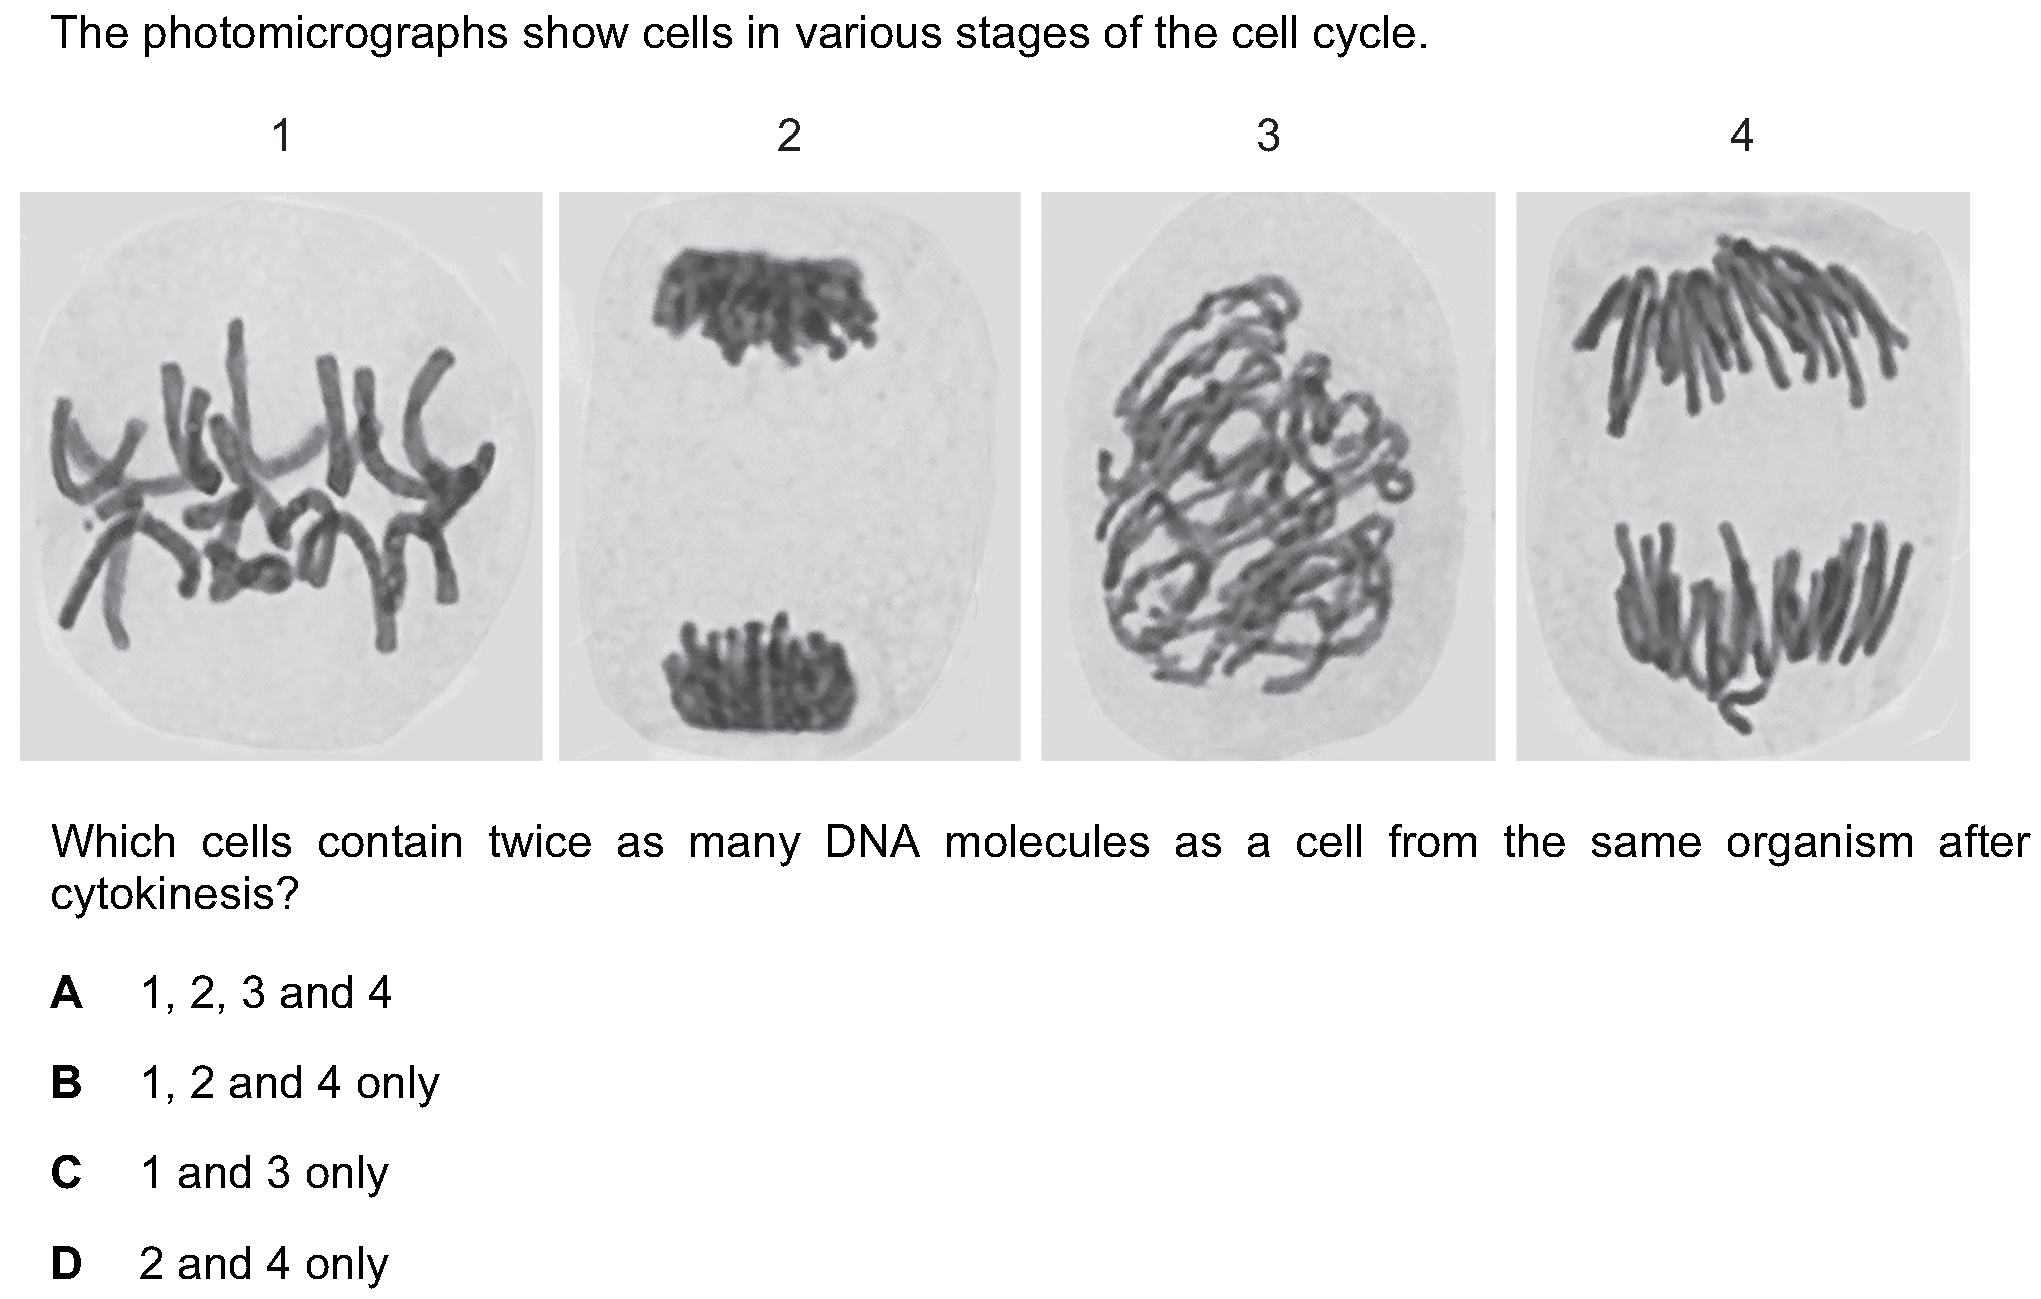 The photomicrographs show cells in various stages of the cell cycle.
1 2 3 4
Which cells contain twice as many DNA molecules as a cell from the same organism after
cytokinesis?
A 1, 2, 3 and 4
B 1, 2 and 4 only
C 1 and 3 only
D 2 and 4 only